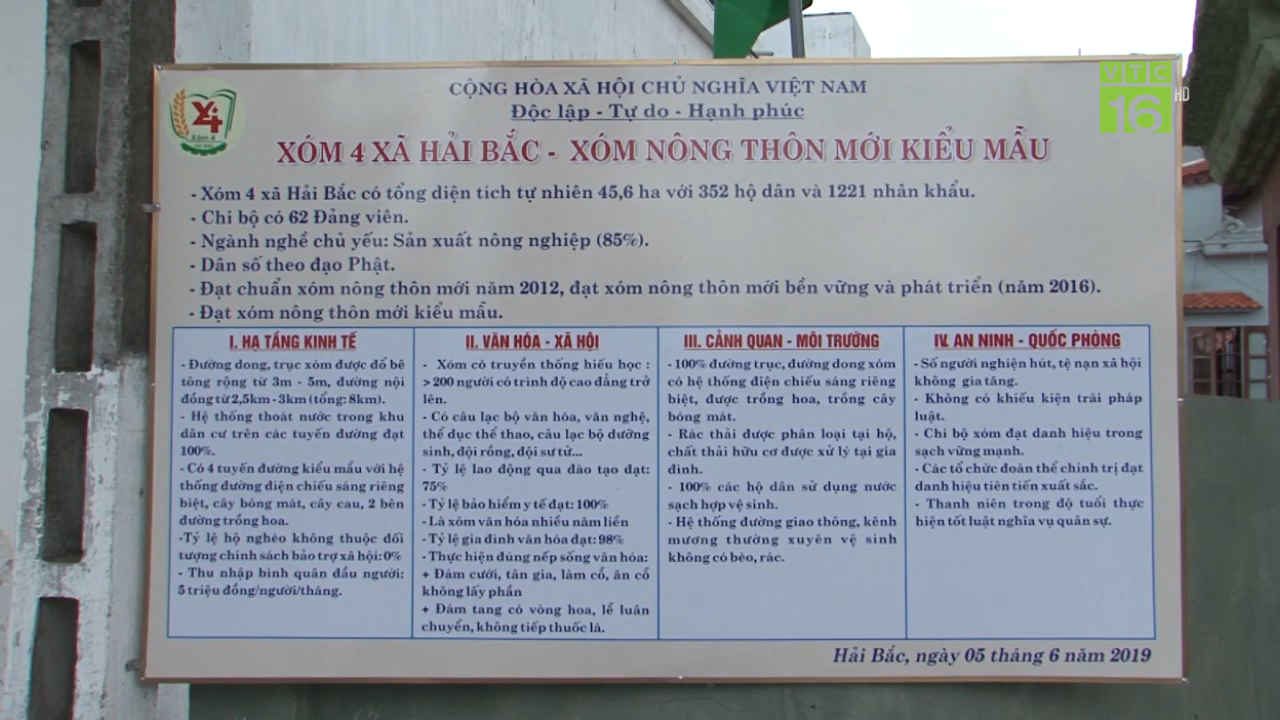 CỘNG HÒA XÃ HỘI CHỦ NGHĨA VIỆT NAM
Độc lập - Tự do - Hạnh phúc
XÓM 4 XÃ HẢI BẮC - XÓM NÔNG THÔN MỚI KIỂU MẪU
VTC
16
HD
X4
Xóm 4
- Xóm 4 xã Hải Bắc có tổng diện tích tự nhiên 45,6 ha với 352 hộ dân và 1221 nhân khẩu.
- Chi bộ có 62 Đảng viên.
- Ngành nghề chủ yếu: Sản xuất nông nghiệp (85%).
- Dân số theo đạo Phật.
- Đạt chuẩn xóm nông thôn mới năm 2012, đạt xóm nông thôn mới bền vững và phát triển (năm 2016).
- Đạt xóm nông thôn mới kiểu mẫu.
I. HẠ TẦNG KINH TẾ
- Đường dong, trục xóm được đổ bê
tông rộng từ 3m - 5m, đường nội
đồng từ 2,5km - 3km (tổng: 8km).
- Hệ thống thoát nước trong khu
dân cư trên các tuyến đường đạt
100%.
- Có 4 tuyến đường kiểu mẫu với hệ
thống đường điện chiếu sáng riêng
biệt, cây bóng mát, cây cau, 2 bên
đường trồng hoa.
-Tỷ lệ hộ nghèo không thuộc đối
tượng chính sách bảo trợ xã hội: 0%
- Thu nhập bình quân đầu người:
5 triệu đồng/người/tháng.
II. VĂN HÓA - XÃ HỘI
- Xóm có truyền thống hiếu học :
> 200 người có trình độ cao đẳng trở
lên.
- Có câu lạc bộ văn hóa, văn nghệ,
thể dục thể thao, câu lạc bộ dưỡng
sinh, đội rồng, đội sư tử...
- Tỷ lệ lao động qua đào tạo đạt:
75%
- Tỷ lệ bảo hiểm y tế đạt: 100%
- Là xóm văn hóa nhiều năm liền
- Tỷ lệ gia đình văn hóa đạt: 98%
- Thực hiện đúng nếp sống văn hóa:
+ Đám cưới, tân gia, làm cỗ, ăn cỗ
không lấy phần
+ Đám tang có vòng hoa, lễ luân
chuyển, không tiếp thuốc lá.
III. CẢNH QUAN - MÔI TRƯỜNG
- 100% đường trục, đường dong xóm
có hệ thống điện chiếu sáng riêng
biệt, được trồng hoa, trồng cây
bóng mát.
- Rác thải được phân loại tại hộ,
chất thải hữu cơ được xử lý tại gia
đình.
- 100% các hộ dân sử dụng nước
sạch hợp vệ sinh.
- Hệ thống đường giao thông, kênh
mương thường xuyên vệ sinh
không có bèo, rác.
IV. AN NINH - QUỐC PHÒNG
- Số người nghiện hút, tệ nạn xã hội
không gia tăng.
- Không có khiếu kiện trái pháp
luật.
- Chi bộ xóm đạt danh hiệu trong
sạch vững mạnh.
- Các tổ chức đoàn thể chính trị đạt
danh hiệu tiên tiến xuất sắc.
- Thanh niên trong độ tuổi thực
hiện tốt luật nghĩa vụ quân sự.
Hải Bắc, ngày 05 tháng 6 năm 2019